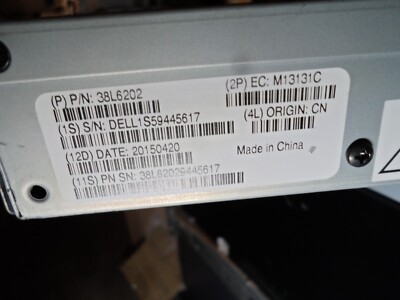 (P) P/N: 38L6202
(2P) EC: M13131C
(1S) S/N: DELL1S59445617
(4L) ORIGIN: CN
(12D) DATE: 20150420
Made in China
(11S) PN SN: 38L62029445617